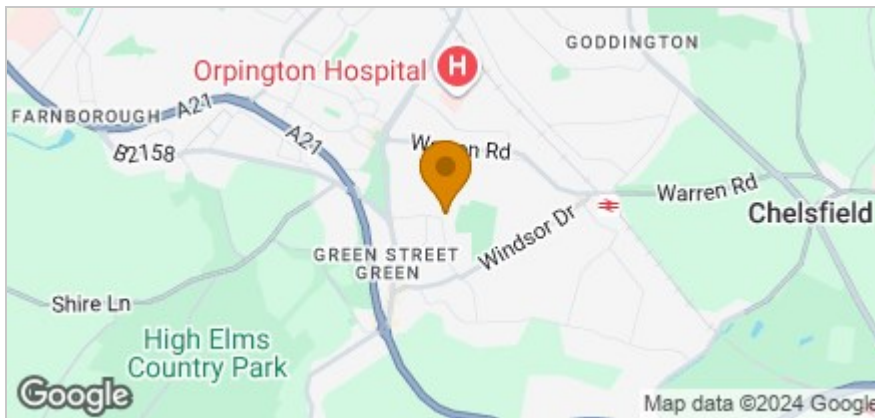 GODDINGTON
Orpington Hospital
H
A21
FARNBOROUGH
A21
B2158
Warren Rd
Warren Rd
Chelsfield
Windsor Dr
GREEN STREET
GREEN
Shire Ln
High Elms
Country Park
Google
Map data ©2024 Google